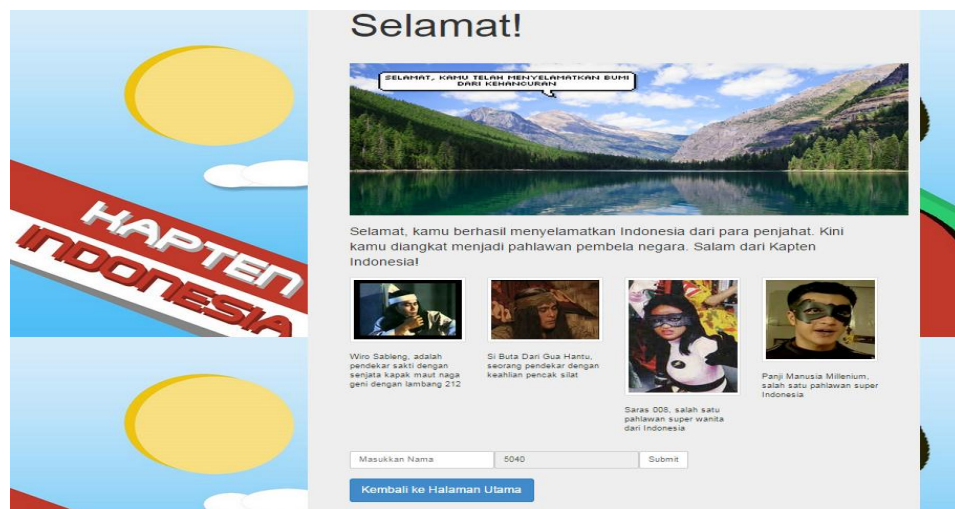 Selamat!
SELAMAT, KAMU TELAH MENYELAMATKAN BUMI
DARI KEHANCURAN
Selamat, kamu berhasil menyelamatkan Indonesia dari para penjahat. Kini
kamu diangkat menjadi pahlawan pembela negara. Salam dari Kapten
Indonesia!
KAPTEN
INDONESIA
Wiro Sableng, adalah
pendekar sakti dengan
senjata kapak maut naga
geni dengan lambang 212
Si Buta Dari Gua Hantu,
seorang pendekar dengan
keahlian pencak silat
Saras 008, salah satu
pahlawan super wanita
dari Indonesia
Panji Manusia Millenium,
salah satu pahlawan super
Indonesia
Masukkan Nama
5040
Submit
Kembali ke Halaman Utama